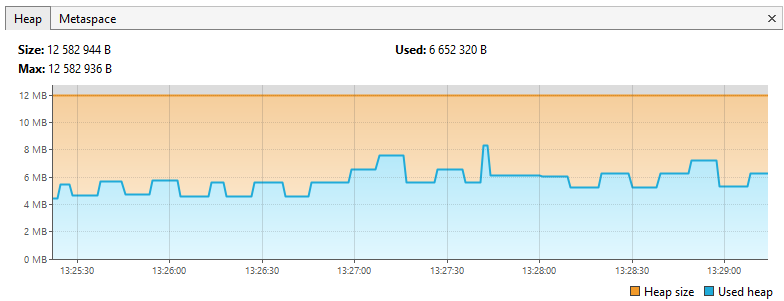 Heap Metaspace ×
Size: 12 582 944 B Used: 6 652 320 B
Max: 12 582 936 B
12 MB
10 MB
8 MB
6 MB
4 MB
2 MB
0 MB
13:25:30 13:26:00 13:26:30 13:27:00 13:27:30 13:28:00 13:28:30 13:29:00
Heap size Used heap